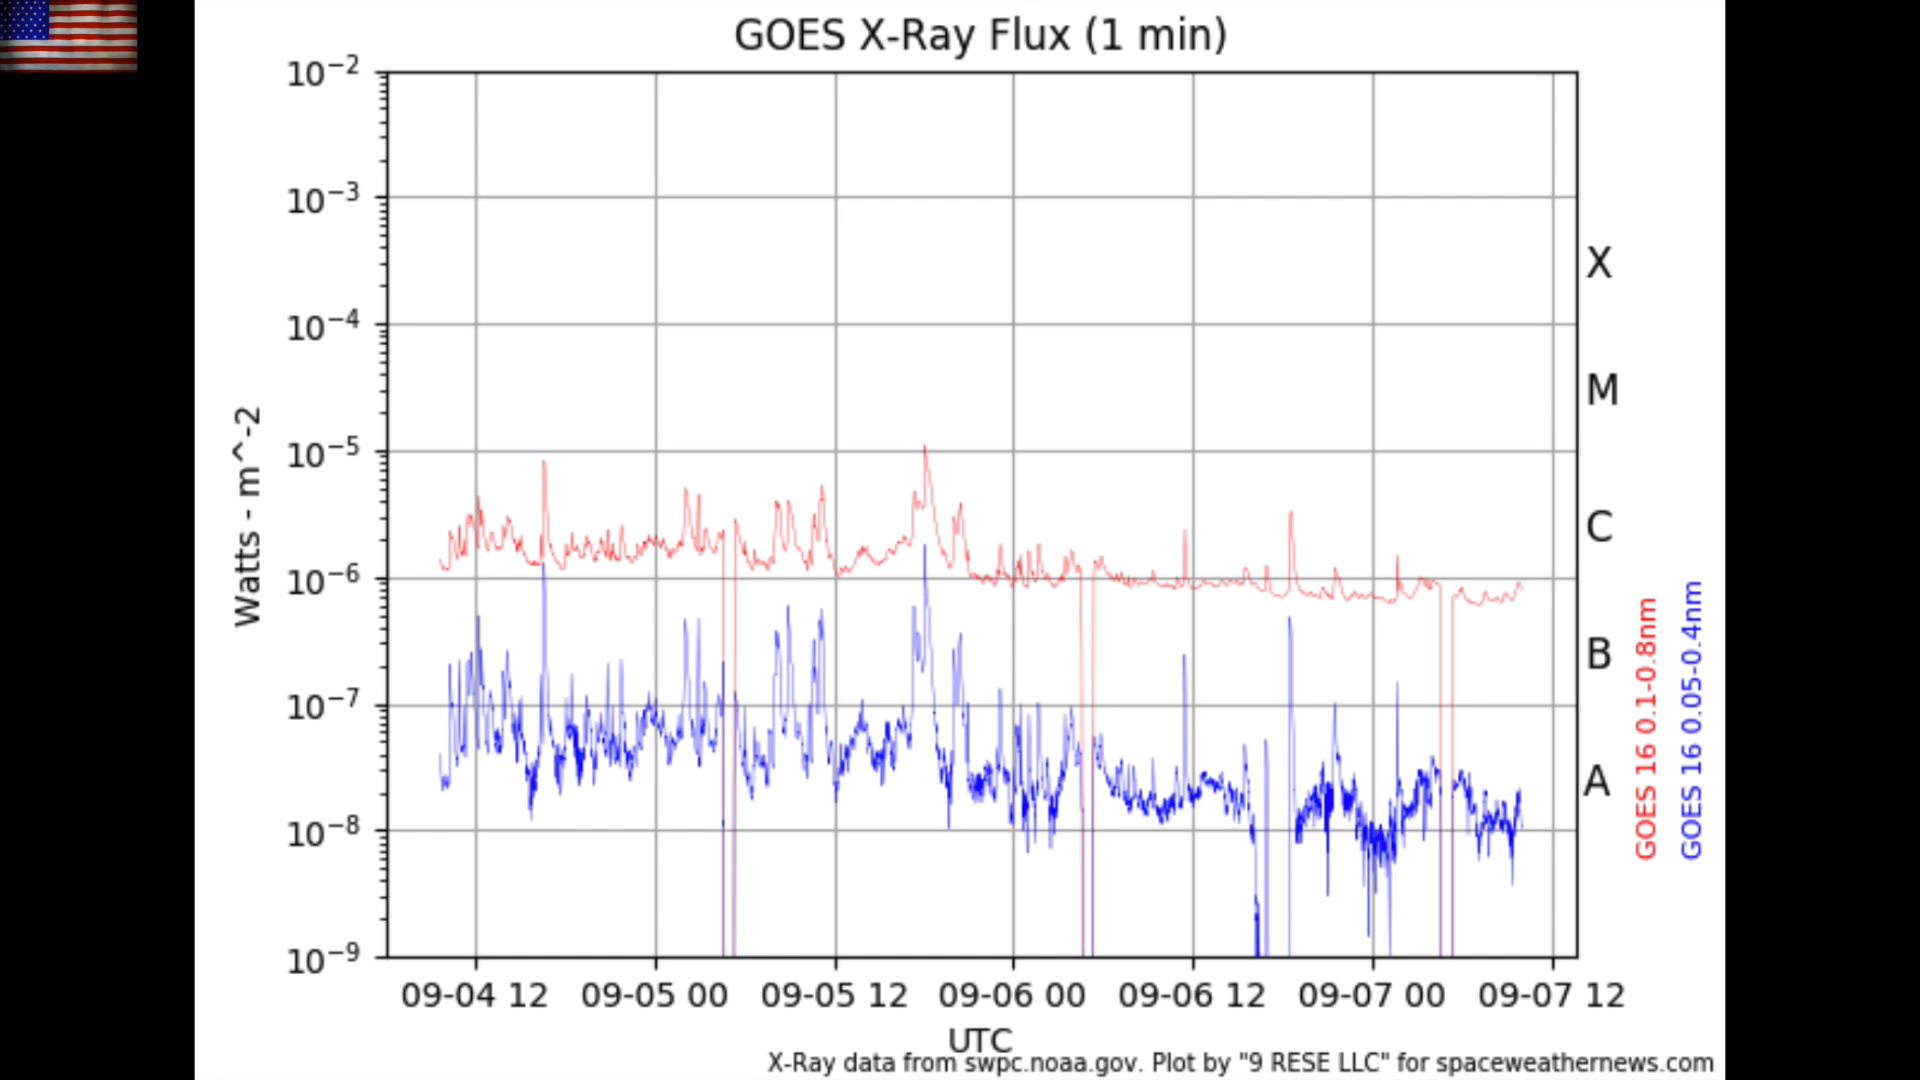 GOES X-Ray Flux (1 min)
10⁻²
10⁻³
10⁻⁴
10⁻⁵
10⁻⁶
10⁻⁷
10⁻⁸
10⁻⁹
Watts - m^-2
X
M
C
B
A
GOES 16 0.1-0.8nm
GOES 16 0.05-0.4nm
09-04 12 09-05 00 09-05 12 09-06 00 09-06 12 09-07 00 09-07 12
UTC
X-Ray data from swpc.noaa.gov. Plot by "9 RESE LLC" for spaceweathernews.com